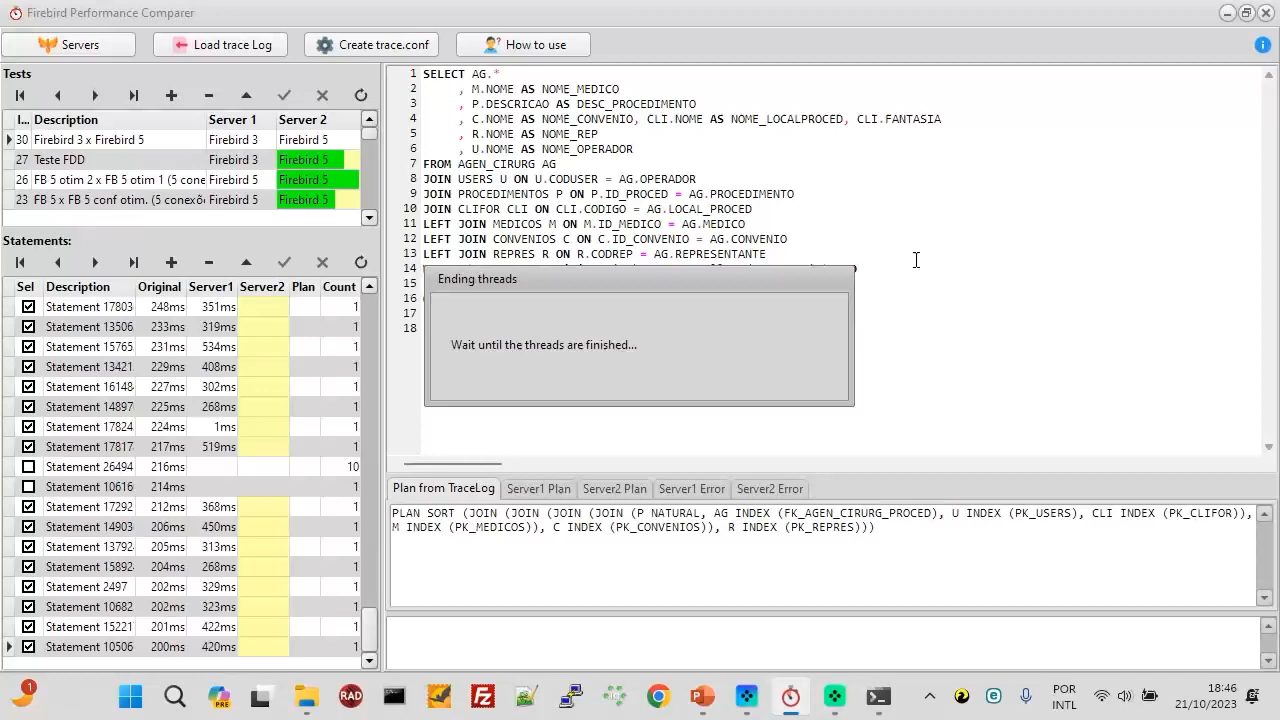 Firebird Performance Comparer
Servers
Load trace Log
Create trace.conf
How to use
Tests
I... Description Server 1 Server 2
30 Firebird 3 x Firebird 5 Firebird 5 Firebird 5
27 Teste FDD Firebird 3 Firebird 5
26 FB 5 otim 2 x FB 5 otim 1 (5 cone Firebird 5 Firebird 5
23 FB 5 x FB 5 conf otim. (5 conexõ Firebird 5 Firebird 5
Statements:
Sel Description Original Server1 Server2 Plan Count
Statement 17803 248ms 351ms 1
Statement 13506 233ms 319ms 1
Statement 15765 231ms 534ms 1
Statement 13421 229ms 408ms 1
Statement 16148 227ms 302ms 1
Statement 14897 225ms 268ms 1
Statement 17824 224ms 1ms 1
Statement 17817 217ms 519ms 1
Statement 26494 216ms 10
Statement 10616 214ms 1
Statement 17292 212ms 368ms 1
Statement 14903 206ms 450ms 1
Statement 13792 205ms 313ms 1
Statement 15892 204ms 268ms 1
Statement 2497 202ms 329ms 1
Statement 10682 202ms 323ms 1
Statement 15221 201ms 422ms 1
Statement 10506 200ms 420ms 1
1 SELECT AG.*
2 , M.NOME AS NOME_MEDICO
3 , P.DESCRICAO AS DESC_PROCEDIMENTO
4 , C.NOME AS NOME_CONVENIO, CLI.NOME AS NOME_LOCALPROCED, CLI.FANTASIA
5 , R.NOME AS NOME_REP
6 , U.NOME AS NOME_OPERADOR
7 FROM AGEN_CIRURG AG
8 JOIN USERS U ON U.CODUSER = AG.OPERADOR
9 JOIN PROCEDIMENTOS P ON P.ID_PROCED = AG.PROCEDIMENTO
10 JOIN CLIFOR CLI ON CLI.CODIGO = AG.LOCAL_PROCED
11 LEFT JOIN MEDICOS M ON M.ID_MEDICO = AG.MEDICO
12 LEFT JOIN CONVENIOS C ON C.ID_CONVENIO = AG.CONVENIO
13 LEFT JOIN REPRES R ON R.CODREP = AG.REPRESENTANTE
14
15
16
17
18
Ending threads
Wait until the threads are finished...
Plan from TraceLog Server1 Plan Server2 Plan Server1 Error Server2 Error
PLAN SORT (JOIN (JOIN (JOIN (JOIN (P NATURAL, AG INDEX (FK_AGEN_CIRURG_PROCED), U INDEX (PK_USERS), CLI INDEX (PK_CLIFOR)),
M INDEX (PK_MEDICOS)), C INDEX (PK_CONVENIOS)), R INDEX (PK_REPRES)))
1
PRE
RAD
POR
INTL
18:46
21/10/2023